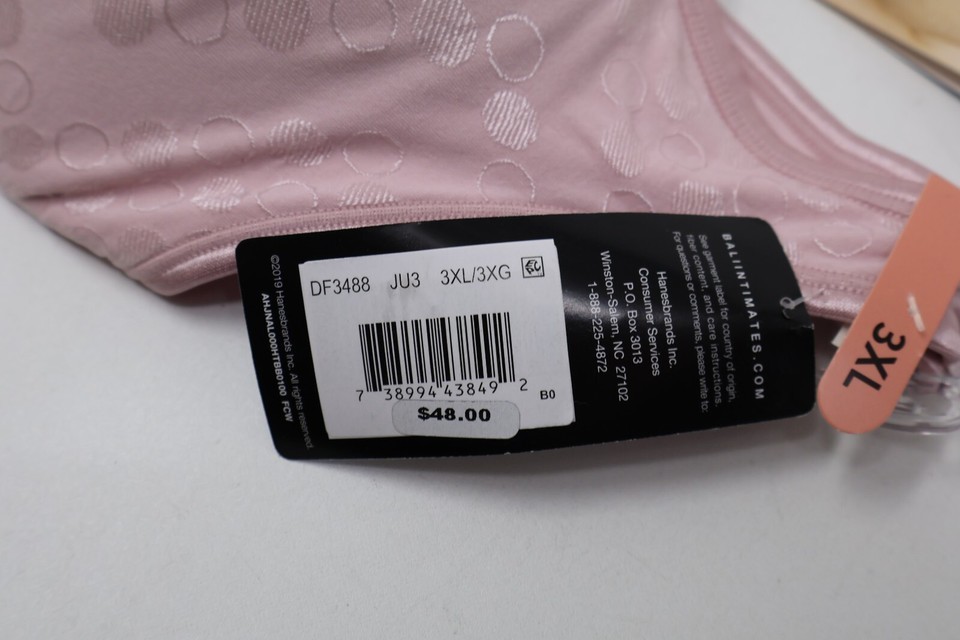 DF3488 JU3 3XL/3XG
7 38994 43849 2
B0
$48.00
©2019 Hanesbrands Inc. All rights reserved.
AHJNAL000HTBB0100 FCW
BALIINTIMATES.COM
See garment label for country of origin,
fiber content, and care instructions.
For questions or comments, please write to:
Hanesbrands Inc.
Consumer Services
P.O. Box 3013
Winston-Salem, NC 27102
1-888-225-4872
3XL